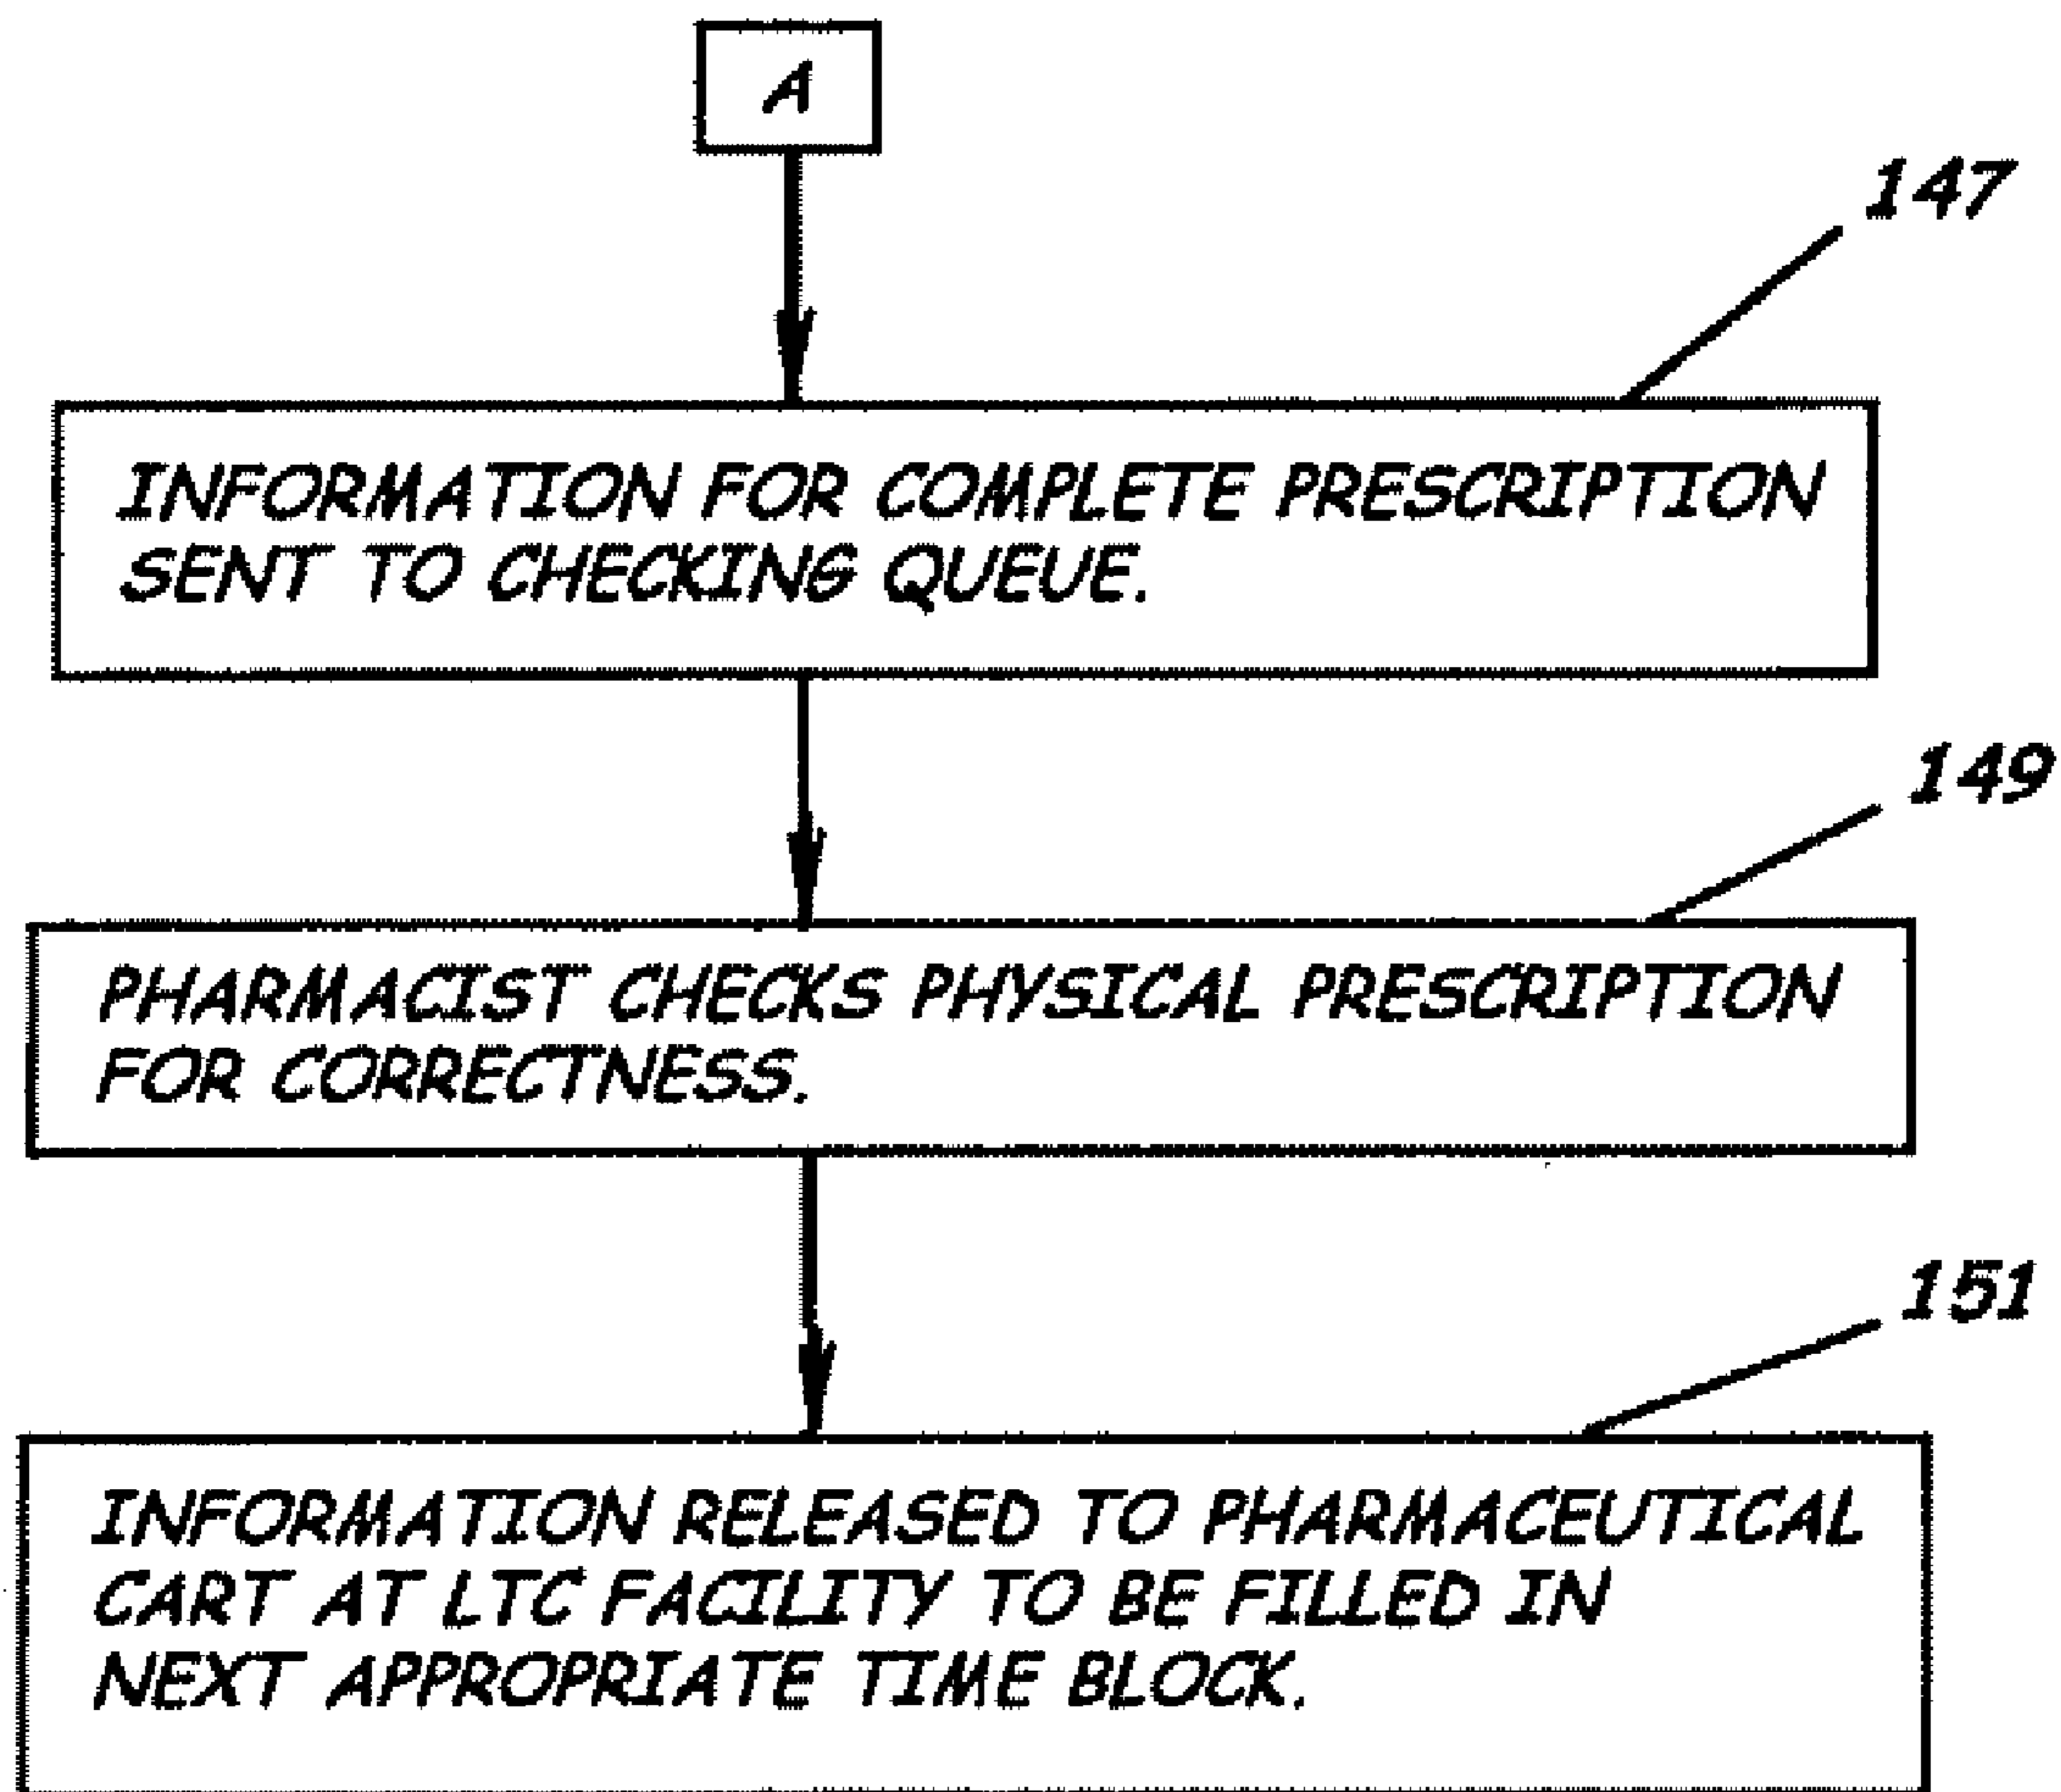 A
147
INFORMATION FOR COMPLETE PRESCRIPTION
SENT TO CHECKING QUEUE.
149
PHARMACIST CHECKS PHYSICAL PRESCRIPTION
FOR CORRECTNESS.
151
INFORMATION RELEASED TO PHARMACEUTICAL
CART AT LTC FACILITY TO BE FILLED IN
NEXT APPROPRIATE TIME BLOCK.